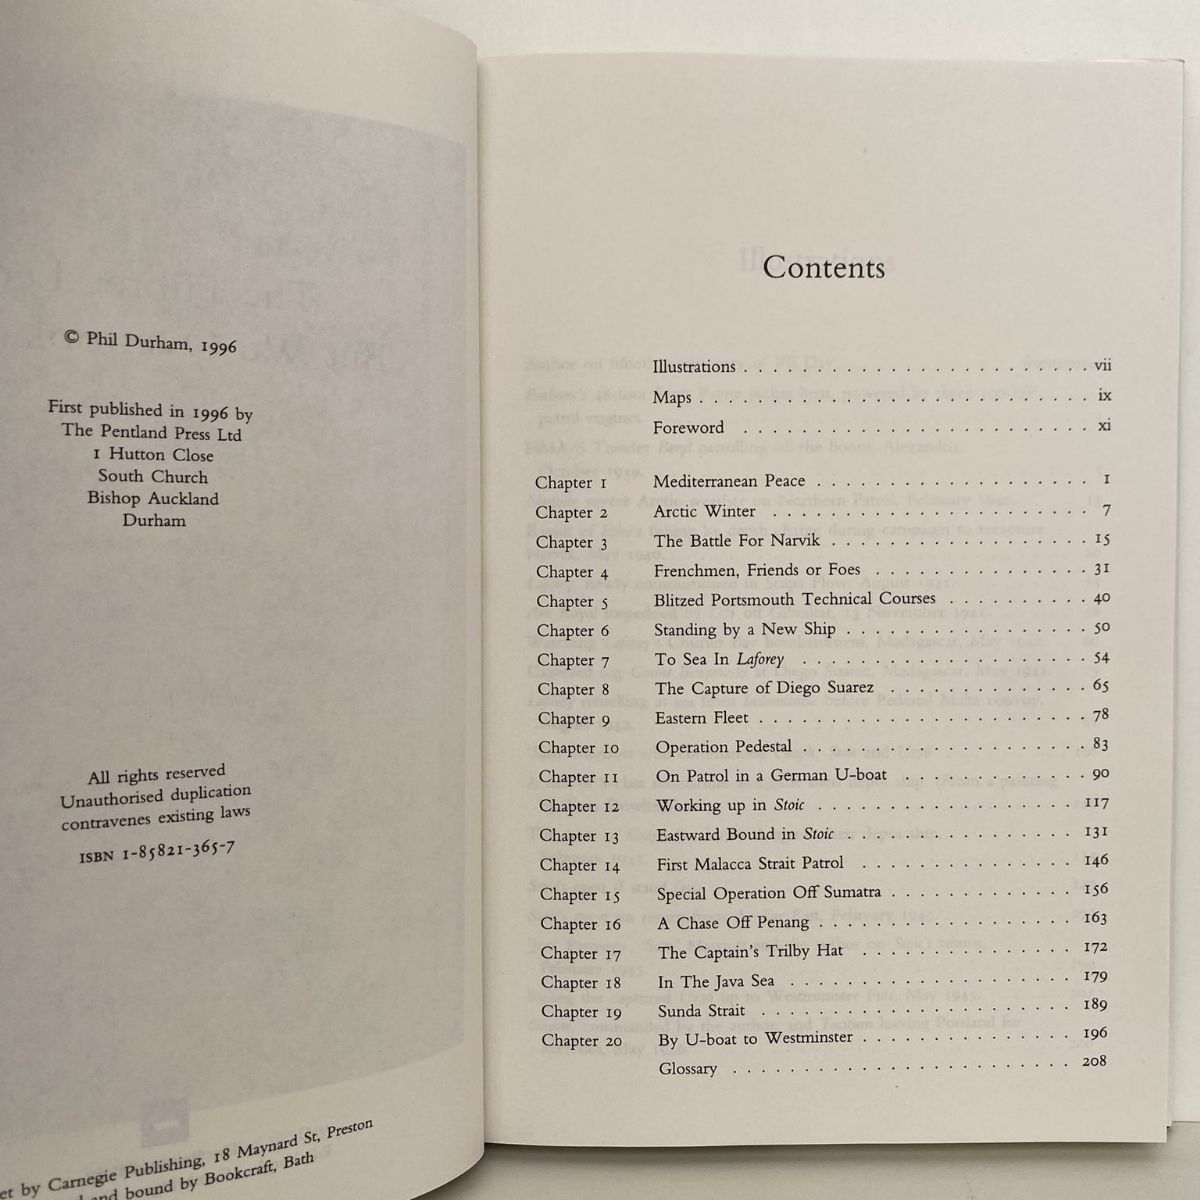 © Phil Durham, 1996
First published in 1996 by
The Pentland Press Ltd
1 Hutton Close
South Church
Bishop Auckland
Durham
All rights reserved
Unauthorised duplication
contravenes existing laws
ISBN 1-85821-365-7
by Carnegie Publishing, 18 Maynard St, Preston
and bound by Bookcraft, Bath
Contents
Illustrations . . . . . . . . . . . . . . . . . . . . . . . vii
Maps . . . . . . . . . . . . . . . . . . . . . . . . . . ix
Foreword . . . . . . . . . . . . . . . . . . . . . . . . xi
Chapter 1 Mediterranean Peace . . . . . . . . . . . . . . . . . . 1
Chapter 2 Arctic Winter . . . . . . . . . . . . . . . . . . . . . 7
Chapter 3 The Battle For Narvik . . . . . . . . . . . . . . . . . 15
Chapter 4 Frenchmen, Friends or Foes . . . . . . . . . . . . . . 31
Chapter 5 Blitzed Portsmouth Technical Courses . . . . . . . . . . 40
Chapter 6 Standing by a New Ship . . . . . . . . . . . . . . . . 50
Chapter 7 To Sea In Laforey . . . . . . . . . . . . . . . . . . . 54
Chapter 8 The Capture of Diego Suarez . . . . . . . . . . . . . 65
Chapter 9 Eastern Fleet . . . . . . . . . . . . . . . . . . . . . . 78
Chapter 10 Operation Pedestal . . . . . . . . . . . . . . . . . . . 83
Chapter 11 On Patrol in a German U-boat . . . . . . . . . . . . 90
Chapter 12 Working up in Stoic . . . . . . . . . . . . . . . . . . 117
Chapter 13 Eastward Bound in Stoic . . . . . . . . . . . . . . . . 131
Chapter 14 First Malacca Strait Patrol . . . . . . . . . . . . . . . 146
Chapter 15 Special Operation Off Sumatra . . . . . . . . . . . . . 156
Chapter 16 A Chase Off Penang . . . . . . . . . . . . . . . . . . 163
Chapter 17 The Captain's Trilby Hat . . . . . . . . . . . . . . . 172
Chapter 18 In The Java Sea . . . . . . . . . . . . . . . . . . . . 179
Chapter 19 Sunda Strait . . . . . . . . . . . . . . . . . . . . . . 189
Chapter 20 By U-boat to Westminster . . . . . . . . . . . . . . . 196
Glossary . . . . . . . . . . . . . . . . . . . . . . . 208